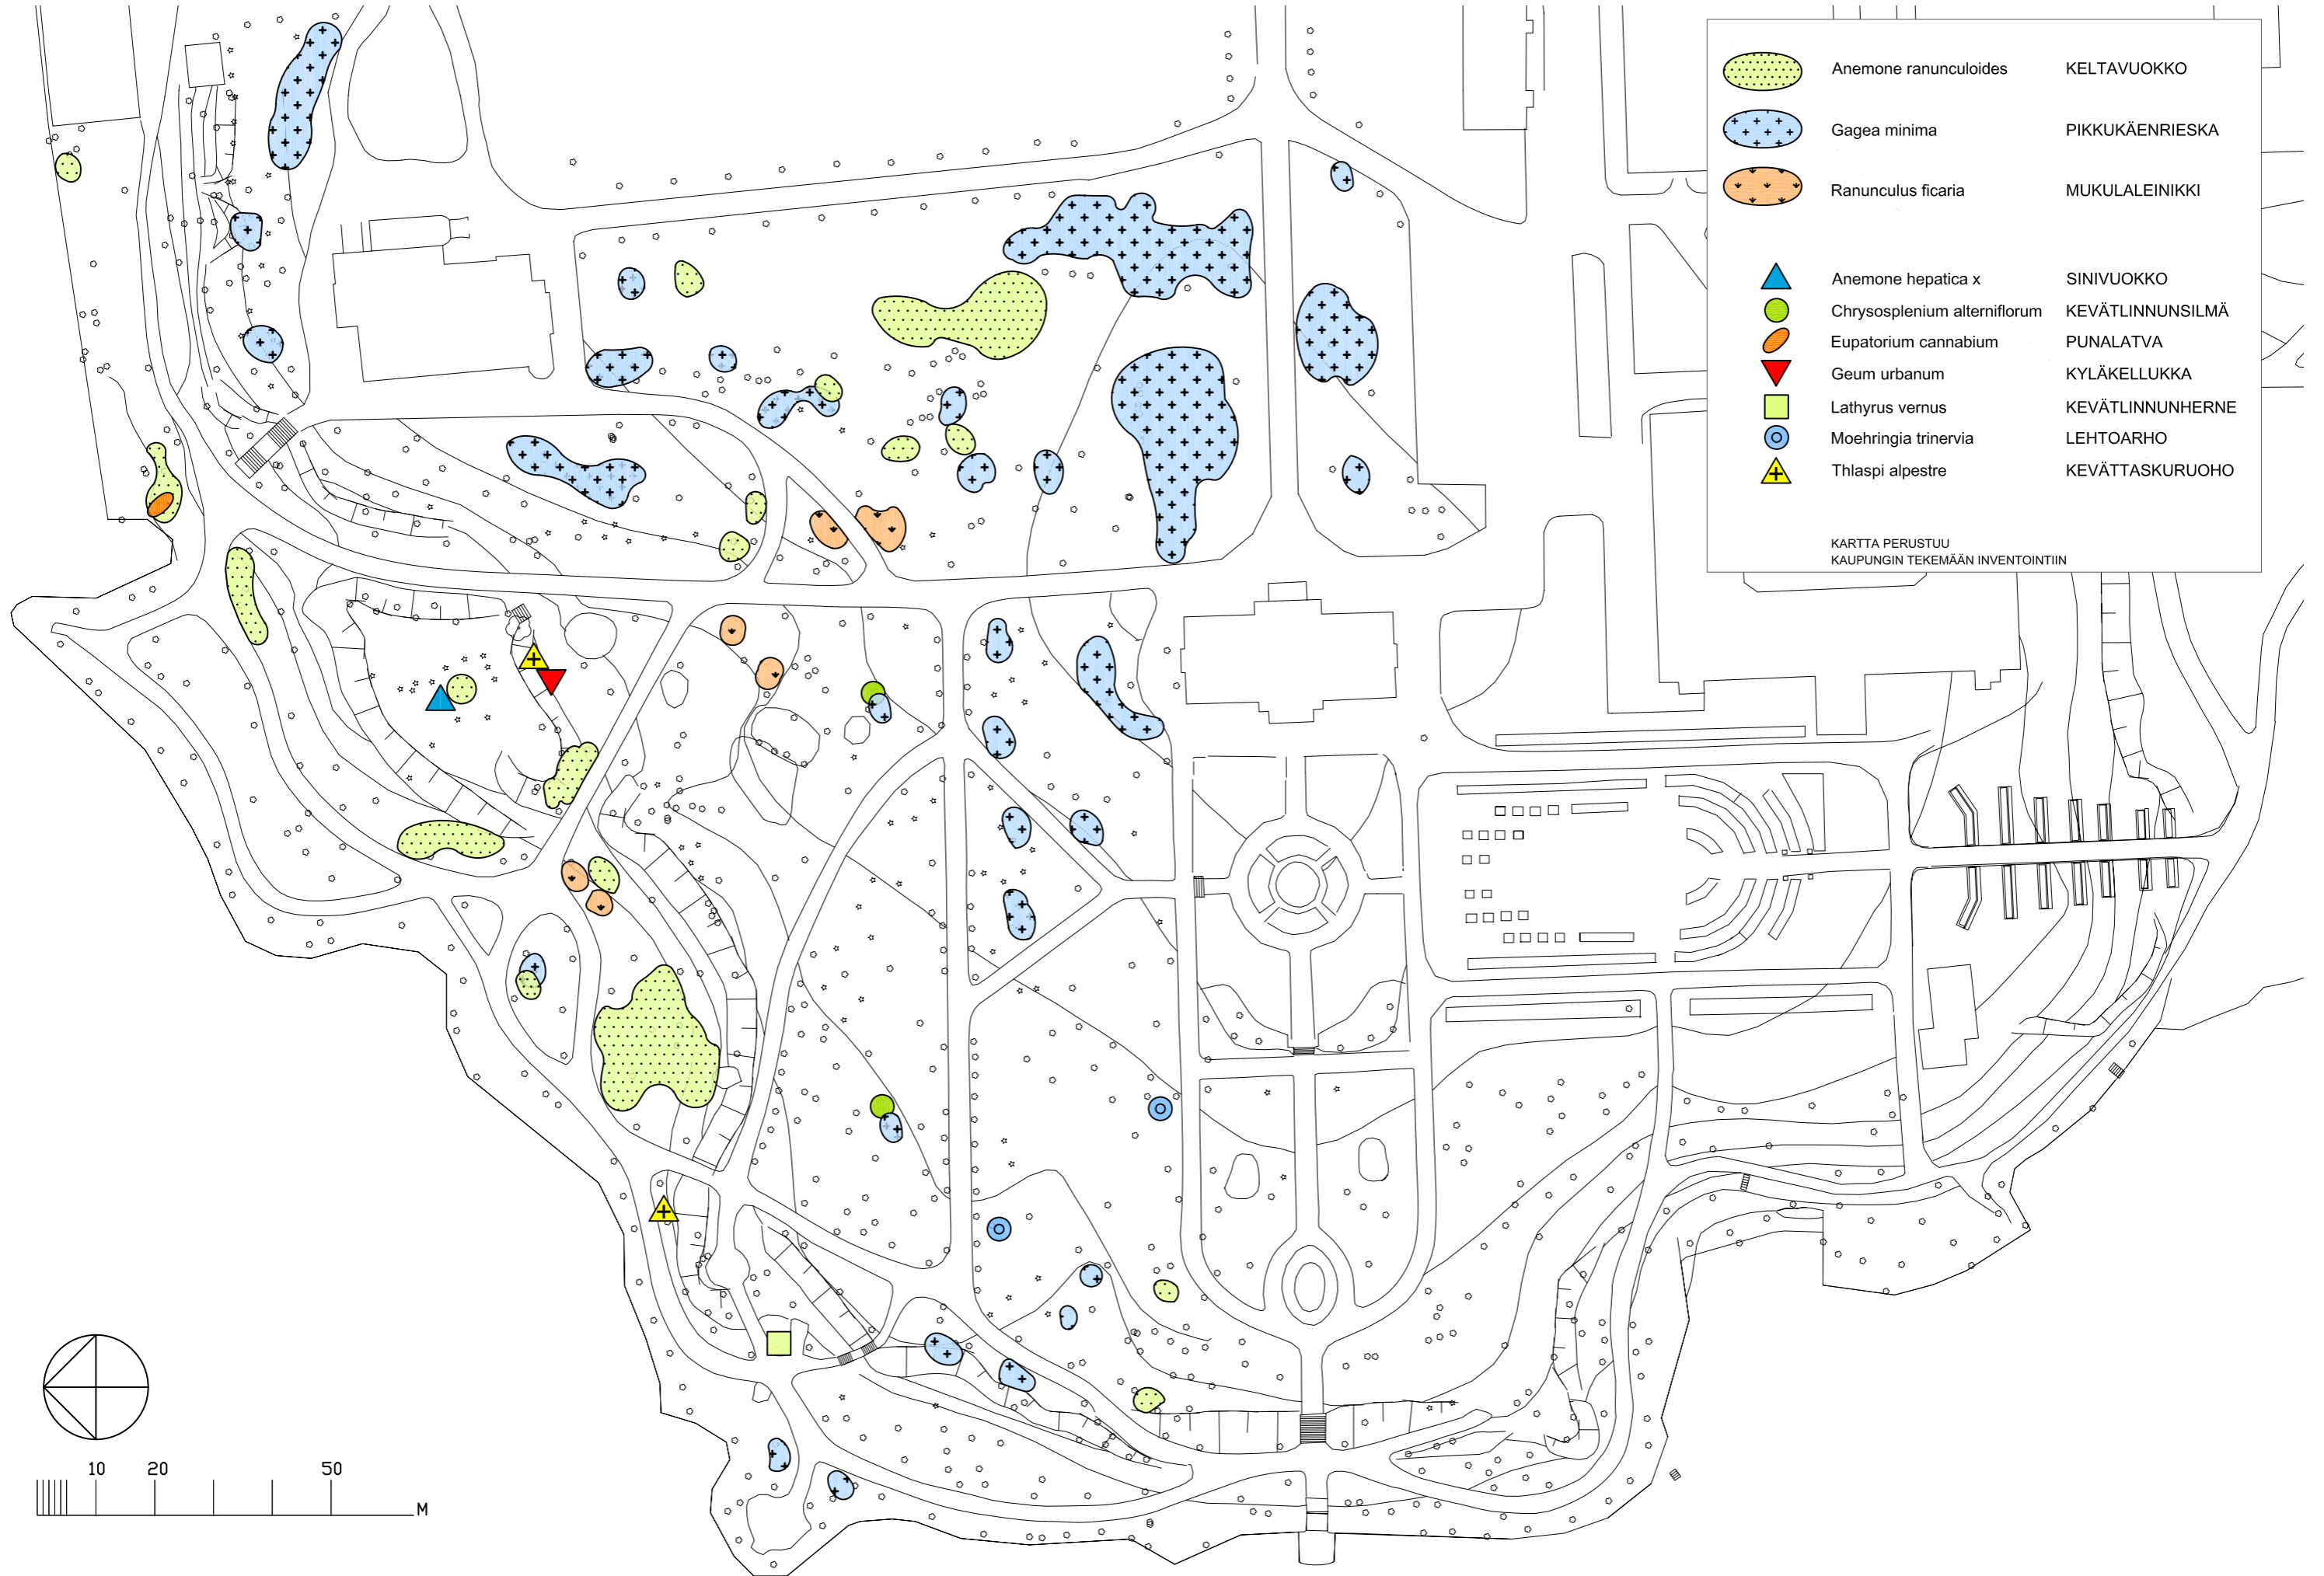 Anemone ranunculoides KELTAVUOKKO
Gagea minima PIKKUKÄENRIESKA
Ranunculus ficaria MUKULALEINIKKI
Anemone hepatica x SINIVUOKKO
Chrysosplenium alterniflorum KEVÄTLINNUNSILMÄ
Eupatorium cannabium PUNALATVA
Geum urbanum KYLÄKELLUKKA
Lathyrus vernus KEVÄTLINNUNHERNE
Moehringia trinervia LEHTOARHO
Thlaspi alpestre KEVÄTTASKURUOHO
KARTTA PERUSTUU
KAUPUNGIN TEKEMÄÄN INVENTOINTIIN
10 20 50
M